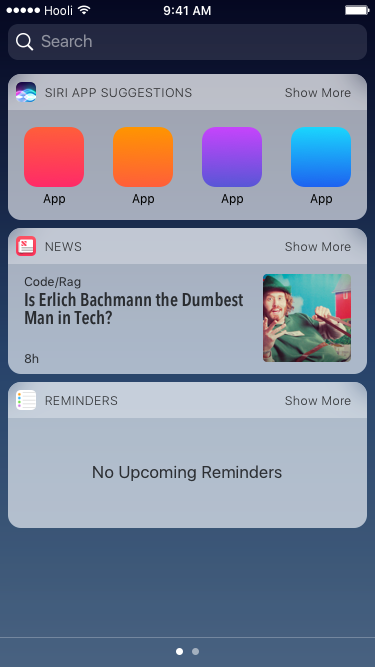 Hooli
9:41 AM
Search
SIRI APP SUGGESTIONS
Show More
App
App
App
App
NEWS
Show More
Code/Rag
Is Erlich Bachmann the Dumbest
Man in Tech?
8h
REMINDERS
Show More
No Upcoming Reminders